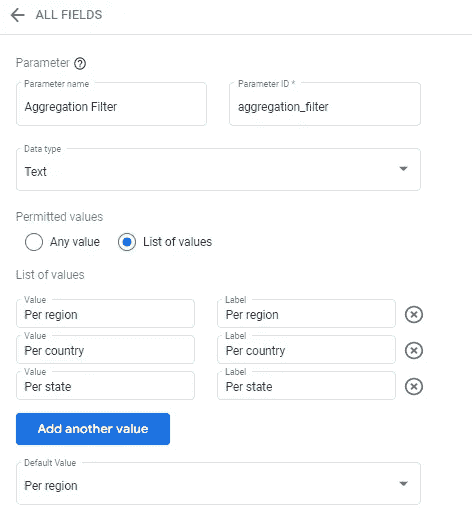 ALL FIELDS
Parameter
Parameter name Parameter ID *
Aggregation Filter aggregation_filter
Data type
Text
Permitted values
Any value List of values
List of values
Value Label
Per region Per region
Value Label
Per country Per country
Value Label
Per state Per state
Add another value
Default Value
Per region